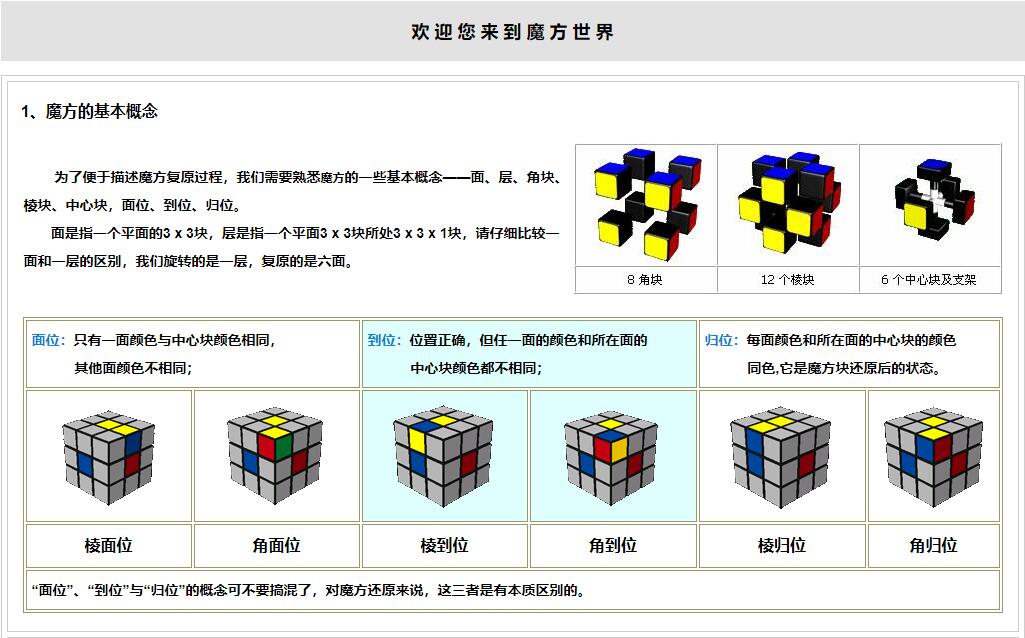 欢迎您来到魔方世界
1、魔方的基本概念
为了便于描述魔方复原过程，我们需要熟悉魔方的一些基本概念——面、层、角块、
棱块、中心块，面位、到位、归位。
面是指一个平面的3 x 3块，层是指一个平面3 x 3块所处3 x 3 x 1块，请仔细比较一
面和一层的区别，我们旋转的是一层，复原的是六面。
8 角块
12 个棱块
6 个中心块及支架
面位：只有一面颜色与中心块颜色相同，
其他面颜色不相同；
到位：位置正确，但任一面的颜色和所在面的
中心块颜色都不相同；
归位：每面颜色和所在面的中心块的颜色
同色,它是魔方块还原后的状态。
棱面位
角面位
棱到位
角到位
棱归位
角归位
“面位”、“到位”与“归位”的概念可不要搞混了，对魔方还原来说，这三者是有本质区别的。